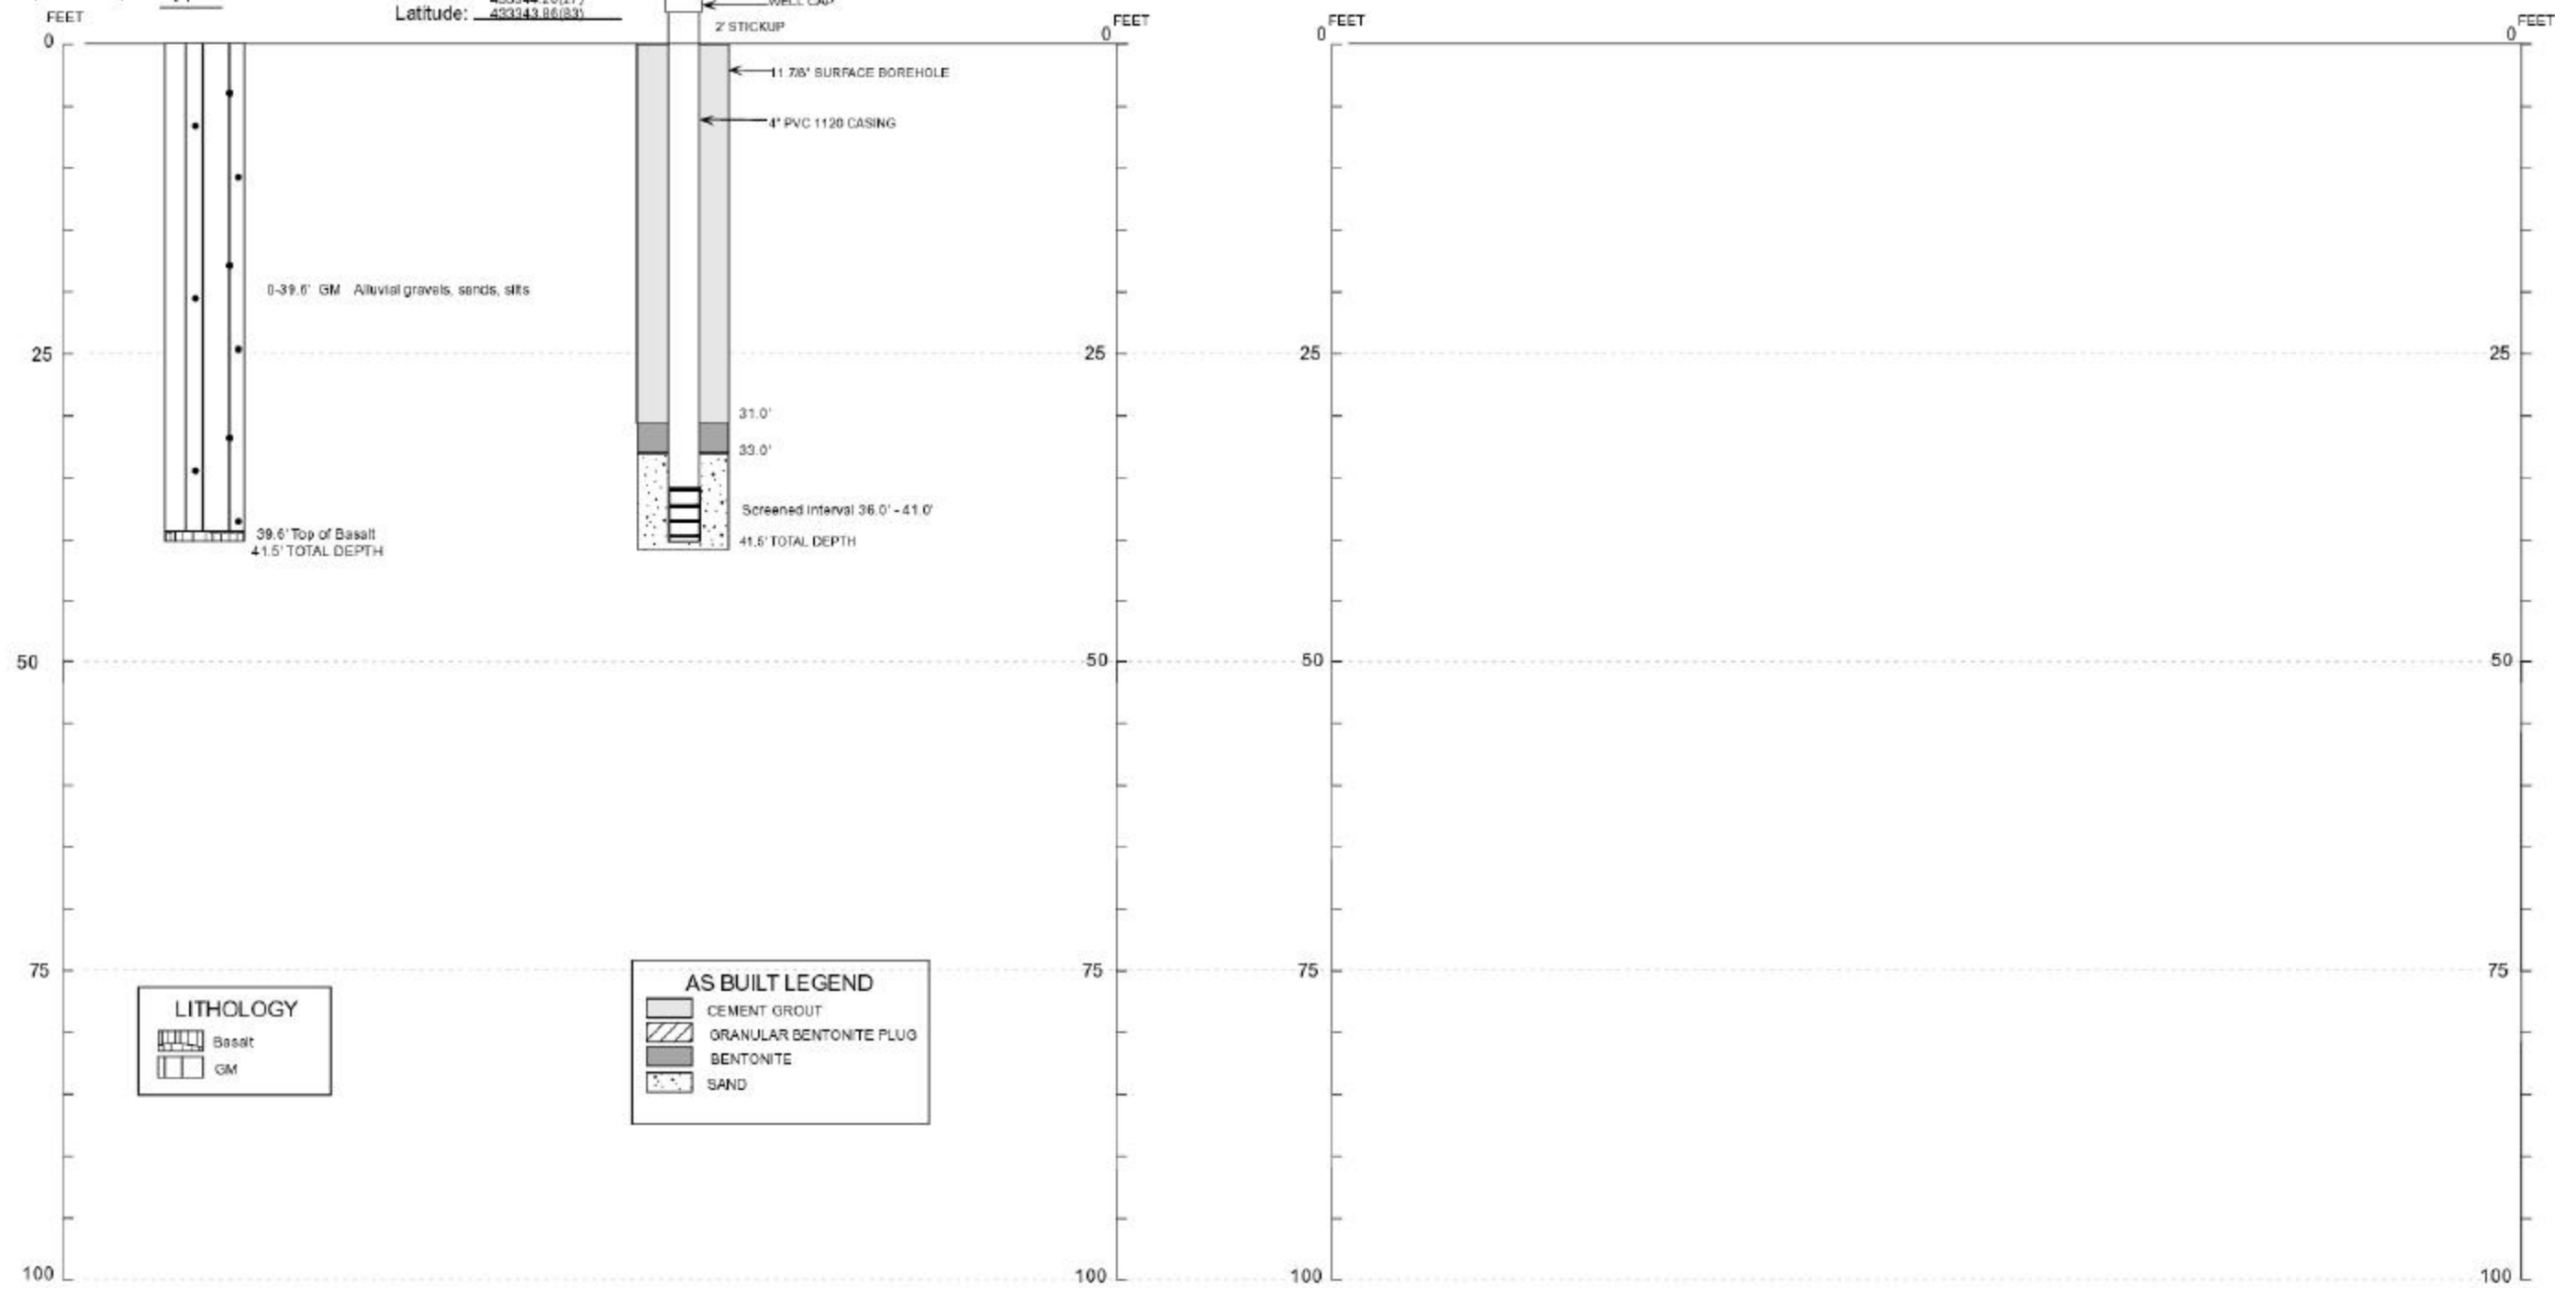 Latitude: 433343.86(83)
WELL CAP
2' STICKUP
FEET
FEET
FEET
FEET
0
0
0
0
11 7/8" SURFACE BOREHOLE
4" PVC 1120 CASING
0-39.6' GM Alluvial gravels, sands, silts
25
25
25
25
31.0'
33.0'
Screened interval 36.0' - 41.0'
39.6' Top of Basalt
41.5' TOTAL DEPTH
41.5' TOTAL DEPTH
50
50
50
50
75
75
75
75
LITHOLOGY
Basalt
GM
AS BUILT LEGEND
CEMENT GROUT
GRANULAR BENTONITE PLUG
BENTONITE
SAND
100
100
100
100